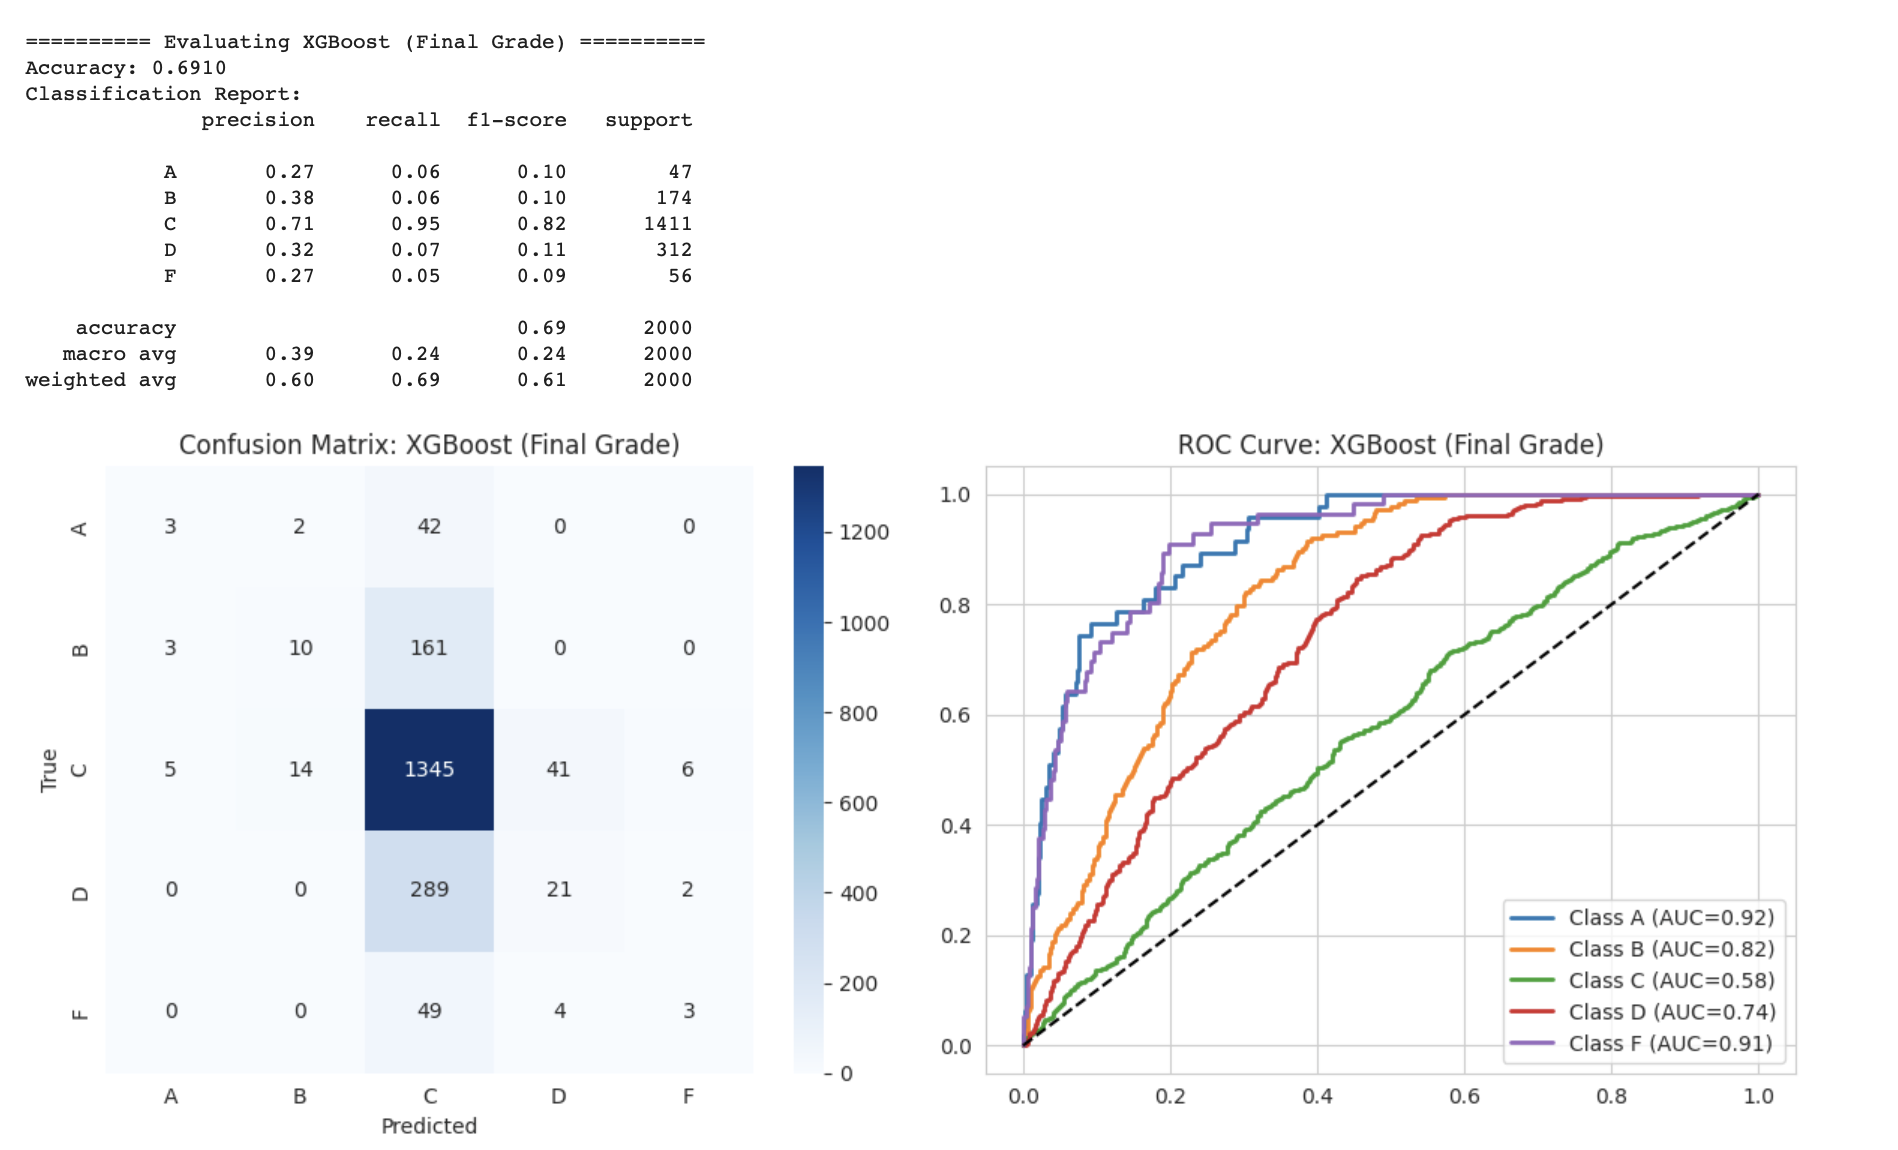 ========== Evaluating XGBoost (Final Grade) ==========
Accuracy: 0.6910
Classification Report:
precision recall f1-score support
A 0.27 0.06 0.10 47
B 0.38 0.06 0.10 174
C 0.71 0.95 0.82 1411
D 0.32 0.07 0.11 312
F 0.27 0.05 0.09 56
accuracy 0.69 2000
macro avg 0.39 0.24 0.24 2000
weighted avg 0.60 0.69 0.61 2000
Confusion Matrix: XGBoost (Final Grade)
True
A 3 2 42 0 0
B 3 10 161 0 0
C 5 14 1345 41 6
D 0 0 289 21 2
F 0 0 49 4 3
A B C D F
Predicted
1200
1000
800
600
400
200
0
ROC Curve: XGBoost (Final Grade)
1.0
0.8
0.6
0.4
0.2
0.0
0.0 0.2 0.4 0.6 0.8 1.0
Class A (AUC=0.92)
Class B (AUC=0.82)
Class C (AUC=0.58)
Class D (AUC=0.74)
Class F (AUC=0.91)